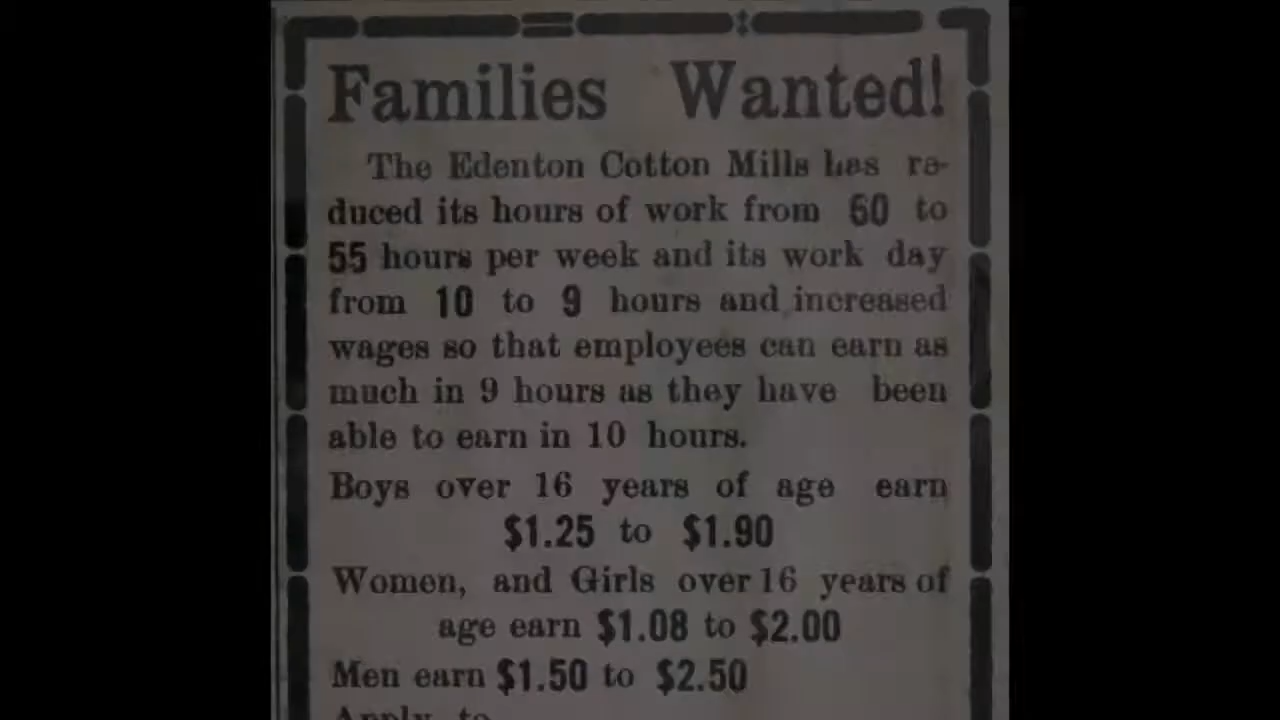 Families Wanted!
The Edenton Cotton Mills has re-
duced its hours of work from 60 to
55 hours per week and its work day
from 10 to 9 hours and increased
wages so that employees can earn as
much in 9 hours as they have been
able to earn in 10 hours.
Boys over 16 years of age earn
$1.25 to $1.90
Women, and Girls over 16 years of
age earn $1.08 to $2.00
Men earn $1.50 to $2.50
Apply to